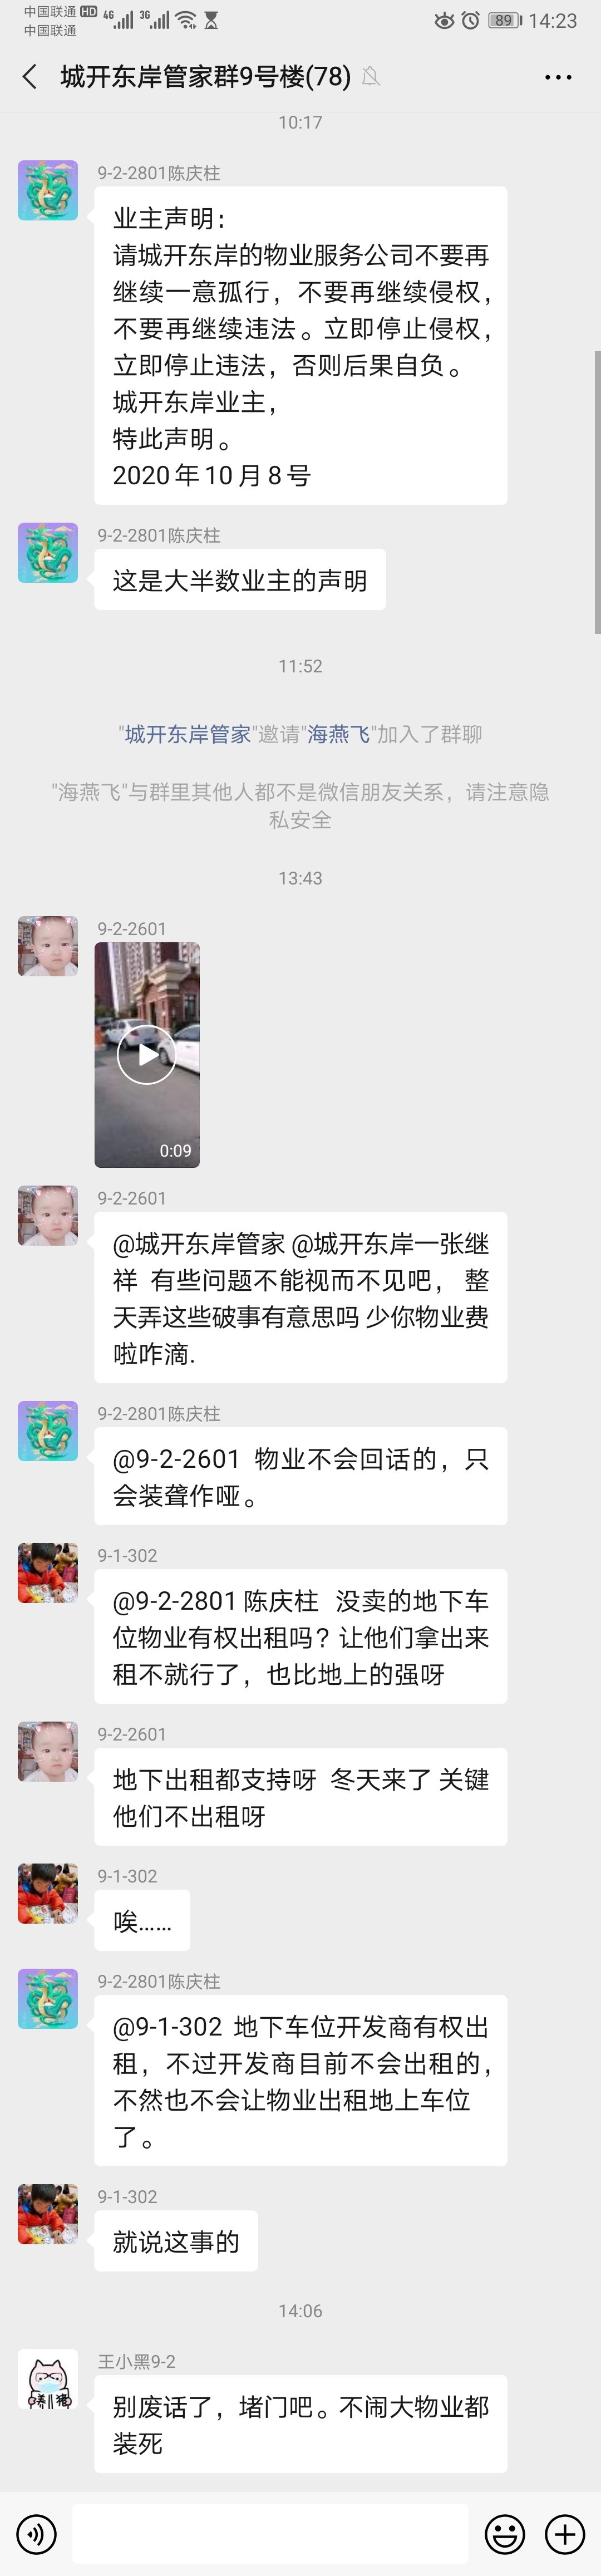 中国联通 HD 4G 3G 89 14:23
中国联通
城开东岸管家群9号楼(78)
10:17
9-2-2801陈庆柱
业主声明：
请城开东岸的物业服务公司不要再
继续一意孤行，不要再继续侵权，
不要再继续违法。立即停止侵权，
立即停止违法，否则后果自负。
城开东岸业主，
特此声明。
2020年10月8号
9-2-2801陈庆柱
这是大半数业主的声明
11:52
"城开东岸管家"邀请"海燕飞"加入了群聊
"海燕飞"与群里其他人都不是微信朋友关系，请注意隐
私安全
13:43
9-2-2601
0:09
9-2-2601
@城开东岸管家 @城开东岸一张继
祥 有些问题不能视而不见吧， 整
天弄这些破事有意思吗 少你物业费
啦咋滴.
9-2-2801陈庆柱
@9-2-2601 物业不会回话的，只
会装聋作哑。
9-1-302
@9-2-2801 陈庆柱 没卖的地下车
位物业有权出租吗？让他们拿出来
租不就行了，也比地上的强呀
9-2-2601
地下出租都支持呀 冬天来了 关键
他们不出租呀
9-1-302
唉……
9-2-2801陈庆柱
@9-1-302 地下车位开发商有权出
租，不过开发商目前不会出租的，
不然也不会让物业出租地上车位
了。
9-1-302
就说这事的
14:06
王小黑9-2
别废话了，堵门吧。不闹大物业都
装死